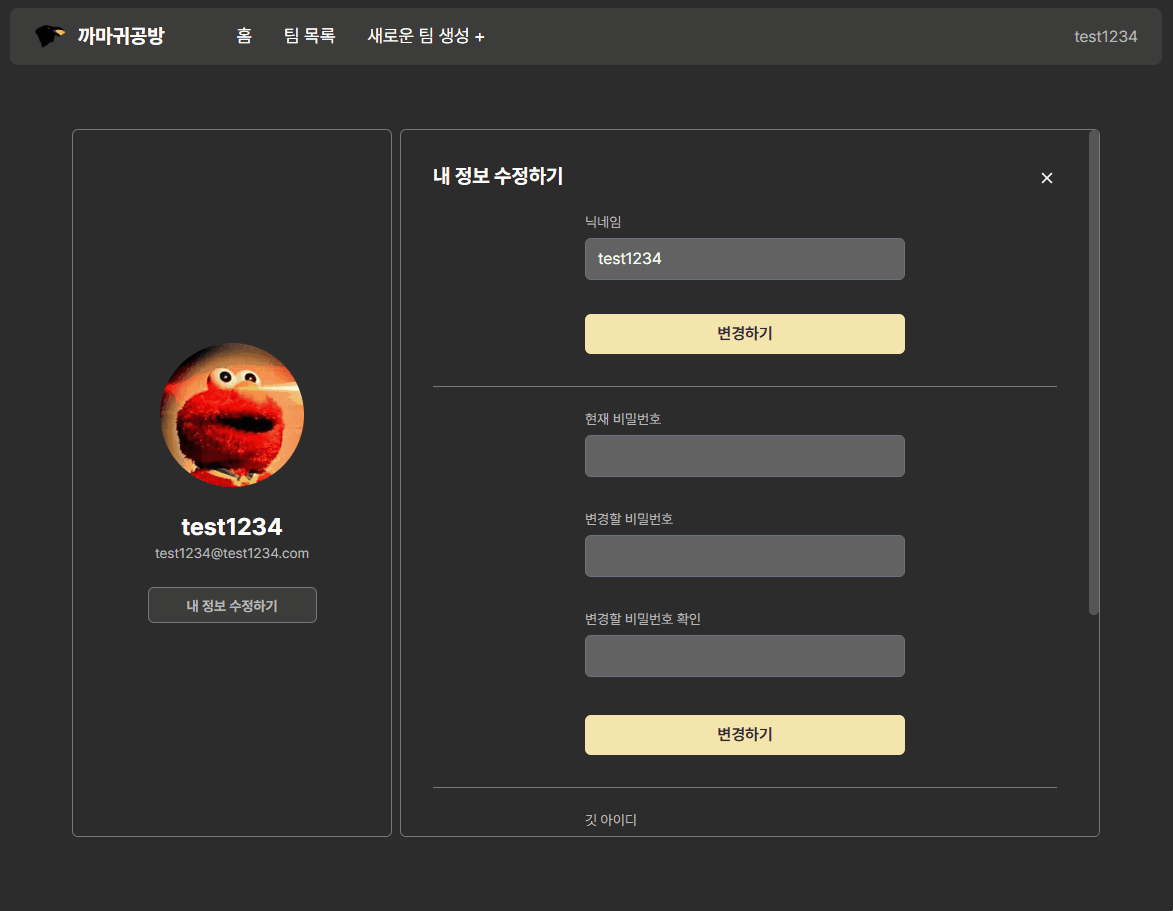 까마귀공방
홈
팀 목록
새로운 팀 생성 +
test1234
test1234
test1234@test1234.com
내 정보 수정하기
내 정보 수정하기
×
닉네임
test1234
변경하기
현재 비밀번호
변경할 비밀번호
변경할 비밀번호 확인
변경하기
깃 아이디